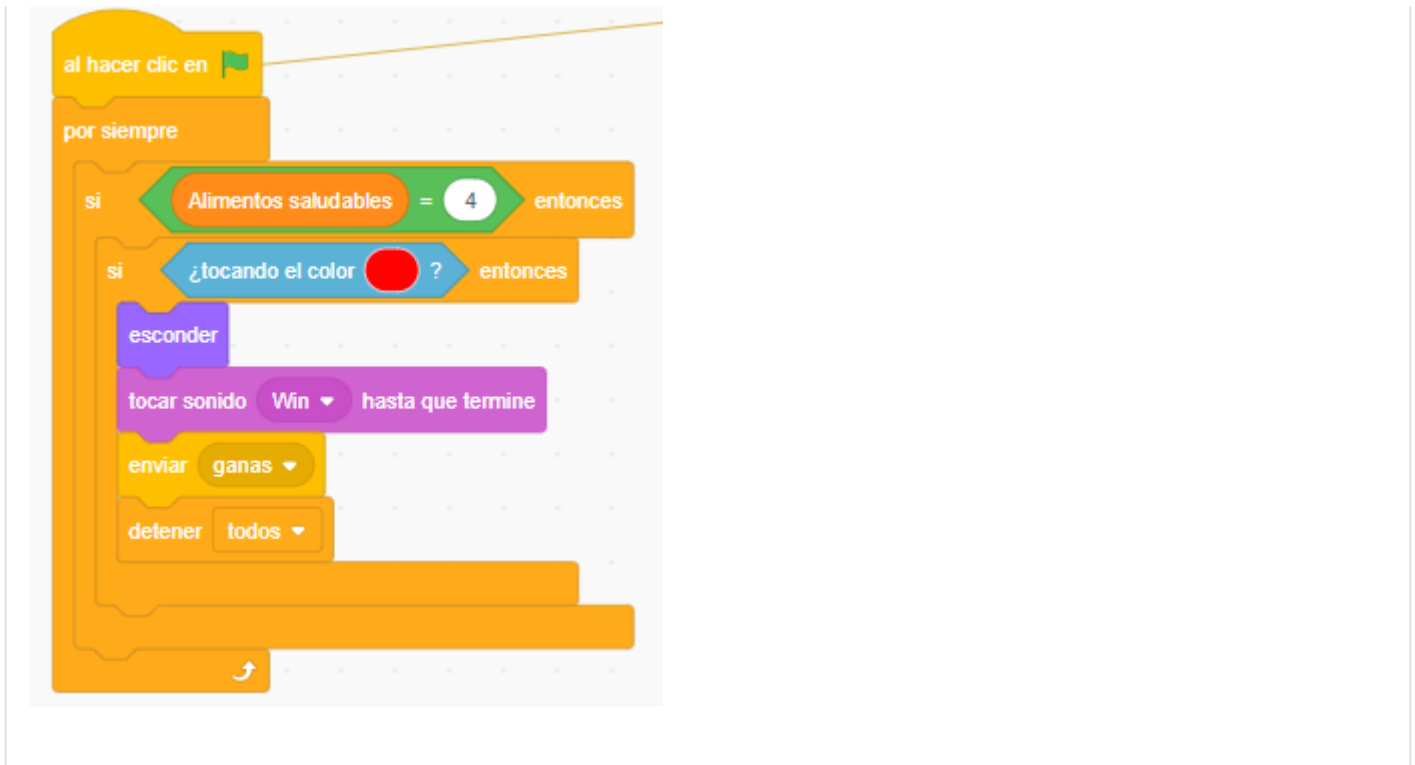 al hacer clic en
por siempre
si Alimentos saludables = 4 entonces
si ¿tocando el color ? entonces
esconder
tocar sonido Win hasta que termine
enviar ganas
detener todos